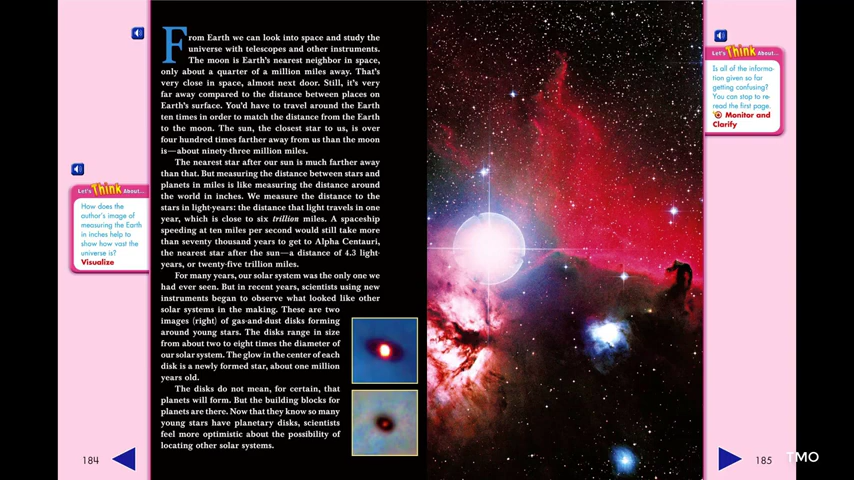 Let's Think About...
How does the
author's image of
measuring the Earth
in inches help to
show how vast the
universe is?
Visualize
184
From Earth we can look into space and study the
universe with telescopes and other instruments.
The moon is Earth's nearest neighbor in space,
only about a quarter of a million miles away. That's
very close in space, almost next door. Still, it's very
far away compared to the distance between places on
Earth's surface. You'd have to travel around the Earth
ten times in order to match the distance from the Earth
to the moon. The sun, the closest star to us, is over
four hundred times farther away from us than the moon
is—about ninety-three million miles.
The nearest star after our sun is much farther away
than that. But measuring the distance between stars and
planets in miles is like measuring the distance around
the world in inches. We measure the distance to the
stars in light-years: the distance that light travels in one
year, which is close to six trillion miles. A spaceship
speeding at ten miles per second would still take more
than seventy thousand years to get to Alpha Centauri,
the nearest star after the sun—a distance of 4.3 light-
years, or twenty-five trillion miles.
For many years, our solar system was the only one we
had ever seen. But in recent years, scientists using new
instruments began to observe what looked like other
solar systems in the making. These are two
images (right) of gas-and-dust disks forming
around young stars. The disks range in size
from about two to eight times the diameter of
our solar system. The glow in the center of each
disk is a newly formed star, about one million
years old.
The disks do not mean, for certain, that
planets will form. But the building blocks for
planets are there. Now that they know so many
young stars have planetary disks, scientists
feel more optimistic about the possibility of
locating other solar systems.
Let's Think About...
Is all of the informa-
tion given so far
getting confusing?
You can stop to re-
read the first page.
Monitor and
Clarify
185
TMO